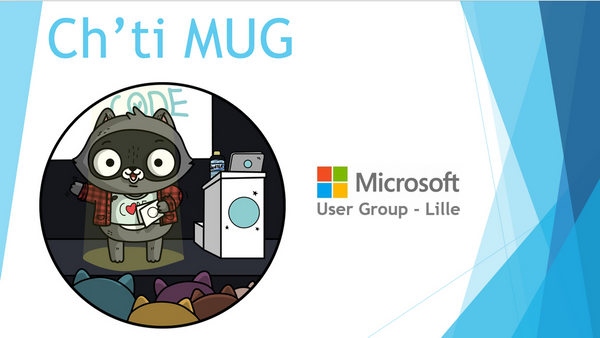 Ch'ti MUG
CODE
Microsoft
User Group - Lille